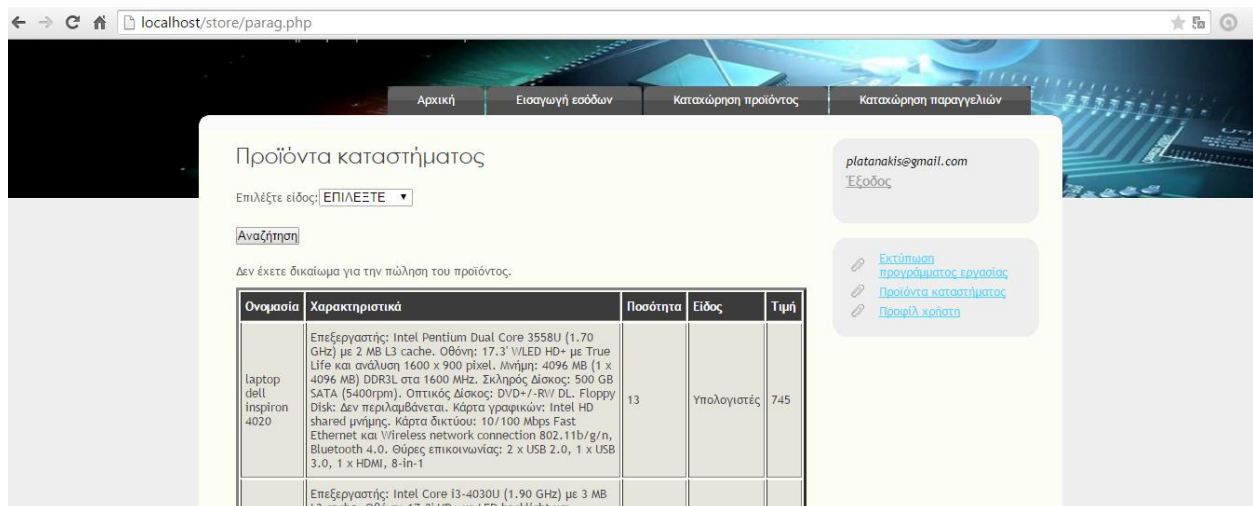 localhost/store/parag.php
Αρχική
Εισαγωγή εσόδων
Καταχώρηση προϊόντος
Καταχώρηση παραγγελιών
Προϊόντα καταστήματος
Επιλέξτε είδος: ΕΠΙΛΕΞΤΕ
Αναζήτηση
Δεν έχετε δικαίωμα για την πώληση του προϊόντος.
Ονομασία Χαρακτηριστικά Ποσότητα Είδος Τιμή
laptop
dell
inspiron
4020
Επεξεργαστής: Intel Pentium Dual Core 3558U (1.70
GHz) με 2 MB L3 cache. Οθόνη: 17.3' WLED HD+ με True
Life και ανάλυση 1600 x 900 pixel. Μνήμη: 4096 MB (1 x
4096 MB) DDR3L στα 1600 MHz. Σκληρός Δίσκος: 500 GB
SATA (5400rpm). Οπτικός Δίσκος: DVD+/-RW DL. Floppy
Disk: Δεν περιλαμβάνεται. Κάρτα γραφικών: Intel HD
shared μνήμης. Κάρτα δικτύου: 10/100 Mbps Fast
Ethernet και Wireless network connection 802.11b/g/n,
Bluetooth 4.0. Θύρες επικοινωνίας: 2 x USB 2.0, 1 x USB
3.0, 1 x HDMI, 8-in-1
13
Υπολογιστές
745
Επεξεργαστής: Intel Core i3-4030U (1.90 GHz) με 3 MB
platanakis@gmail.com
Έξοδος
Εκτύπωση
προγράμματος εργασίας
Προϊόντα καταστήματος
Προφίλ χρήστη